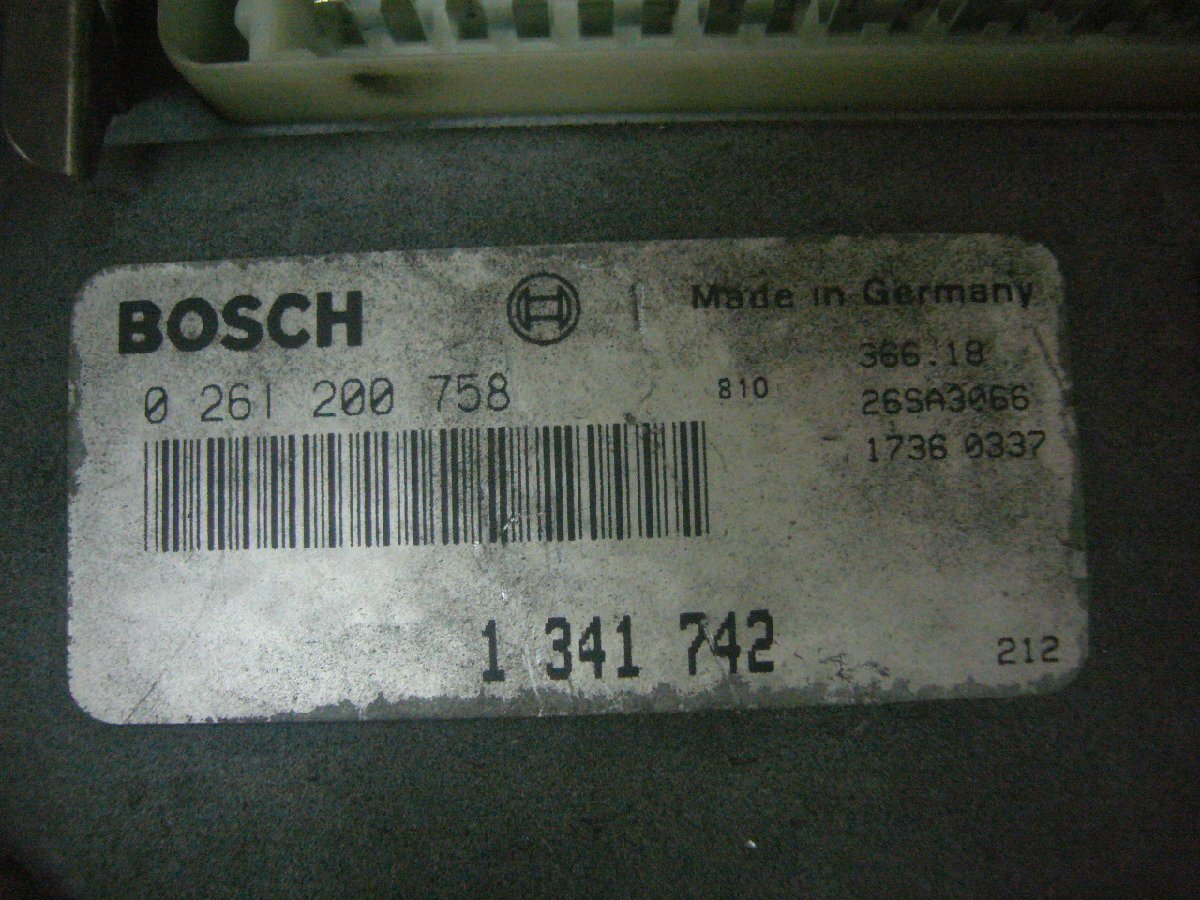 BOSCH
Made in Germany
366.18
0 261 200 758
810
26SA3066
1736 0337
1 341 742
212